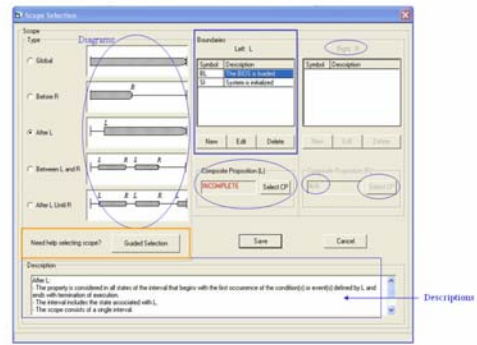 Scope Selection
Scope
Type
Diagrams
Global
Before R
After L
Between L and R
After L Until R
R
L
L R L R
L R L R L
Boundaries
Left: L
Symbol Description
BL The BIOS is loaded
SI System is initialized
New Edit Delete
Composite Proposition (L)
INCOMPLETE Select CP
Right: R
Symbol Description
New Edit Delete
Composite Proposition (R)
N/A Select CP
Need help selecting scope? Guided Selection
Save Cancel
Description
After L:
- The property is considered in all states of the interval that begins with the first occurrence of the condition(s) or event(s) defined by L and
ends with termination of execution.
- The interval includes the state associated with L.
- The scope consists of a single interval.
Descriptions